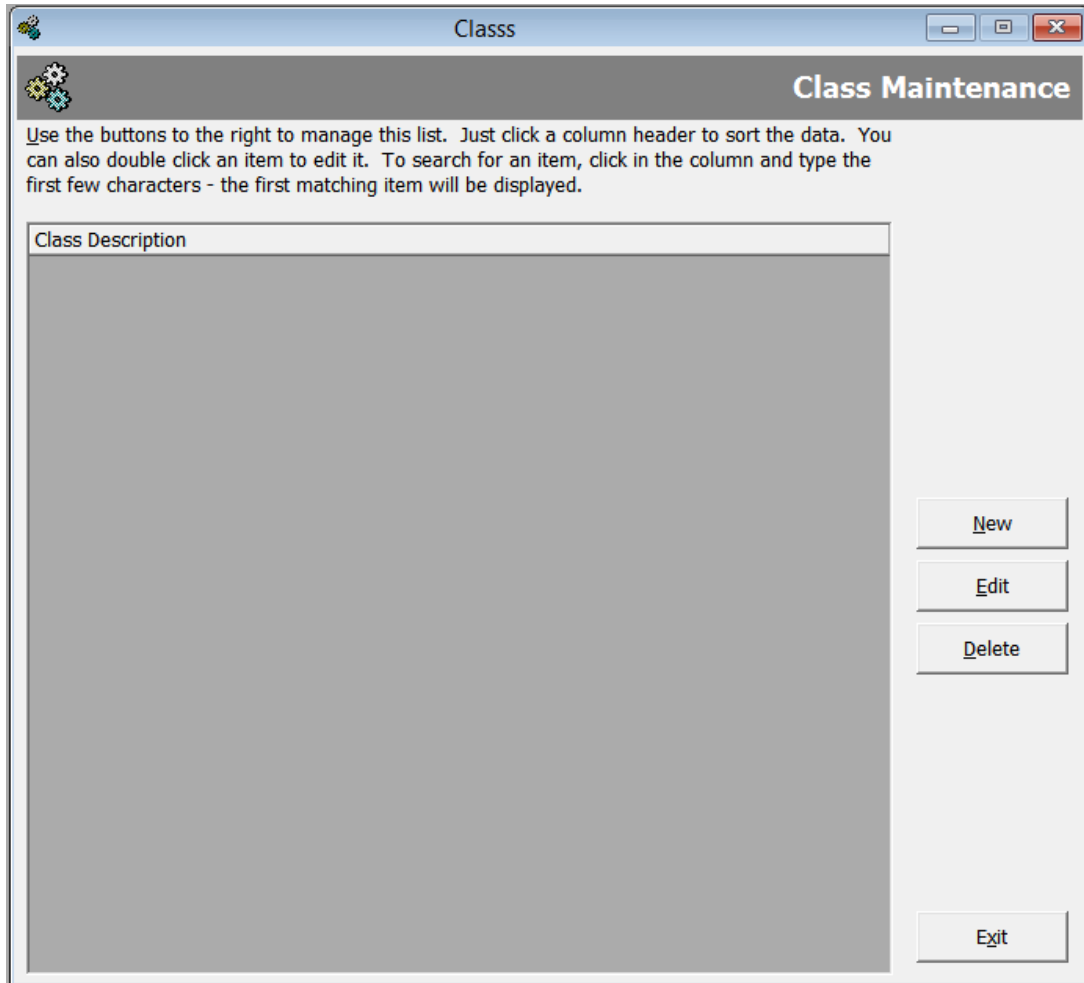 Classs
Class Maintenance
Use the buttons to the right to manage this list.  Just click a column header to sort the data.  You
can also double click an item to edit it.  To search for an item, click in the column and type the
first few characters - the first matching item will be displayed.
Class Description
New
Edit
Delete
Exit